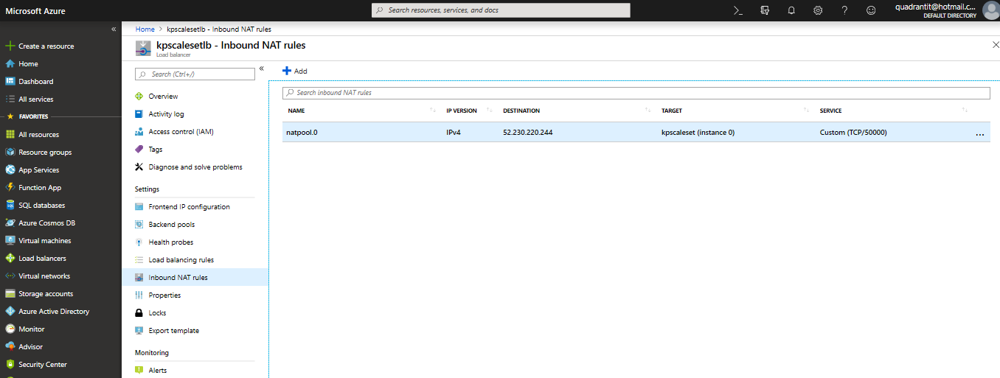 Microsoft Azure
Search resources, services, and docs
quadrantit@hotmail.c...
DEFAULT DIRECTORY
«
Create a resource
Home
Dashboard
All services
FAVORITES
All resources
Resource groups
App Services
Function App
SQL databases
Azure Cosmos DB
Virtual machines
Load balancers
Virtual networks
Storage accounts
Azure Active Directory
Monitor
Advisor
Security Center
Home > kpscalesetlb - Inbound NAT rules
kpscalesetlb - Inbound NAT rules
Load balancer
Search (Ctrl+/)
«
Overview
Activity log
Access control (IAM)
Tags
Diagnose and solve problems
Settings
Frontend IP configuration
Backend pools
Health probes
Load balancing rules
Inbound NAT rules
Properties
Locks
Export template
Monitoring
Alerts
Add
Search inbound NAT rules
NAME IP VERSION DESTINATION TARGET SERVICE
natpool.0 IPv4 52.230.220.244 kpscaleset (instance 0) Custom (TCP/50000) ...